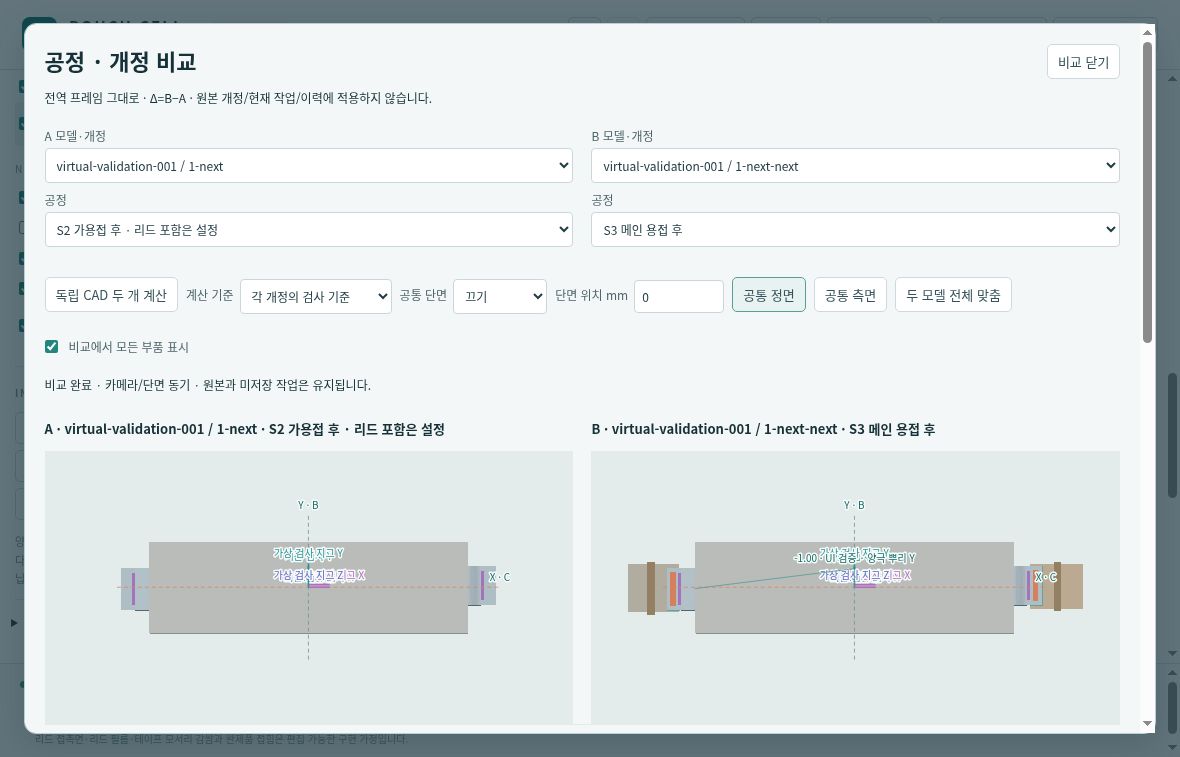 공정 · 개정 비교
비교 닫기
전역 프레임 그대로 · Δ=B−A · 원본 개정/현재 작업/이력에 적용하지 않습니다.
A 모델·개정
B 모델·개정
virtual-validation-001 / 1-next
virtual-validation-001 / 1-next-next
공정
공정
S2 가용접 후 · 리드 포함은 설정
S3 메인 용접 후
독립 CAD 두 개 계산
계산 기준
각 개정의 검사 기준
공통 단면
끄기
단면 위치 mm
0
공통 정면
공통 측면
두 모델 전체 맞춤
비교에서 모든 부품 표시
비교 완료 · 카메라/단면 동기 · 원본과 미저장 작업은 유지됩니다.
A · virtual-validation-001 / 1-next · S2 가용접 후 · 리드 포함은 설정
B · virtual-validation-001 / 1-next-next · S3 메인 용접 후
Y · B
가상 검사 지그 Y
가상 검사 지그 Z
X · C
Y · B
X · C